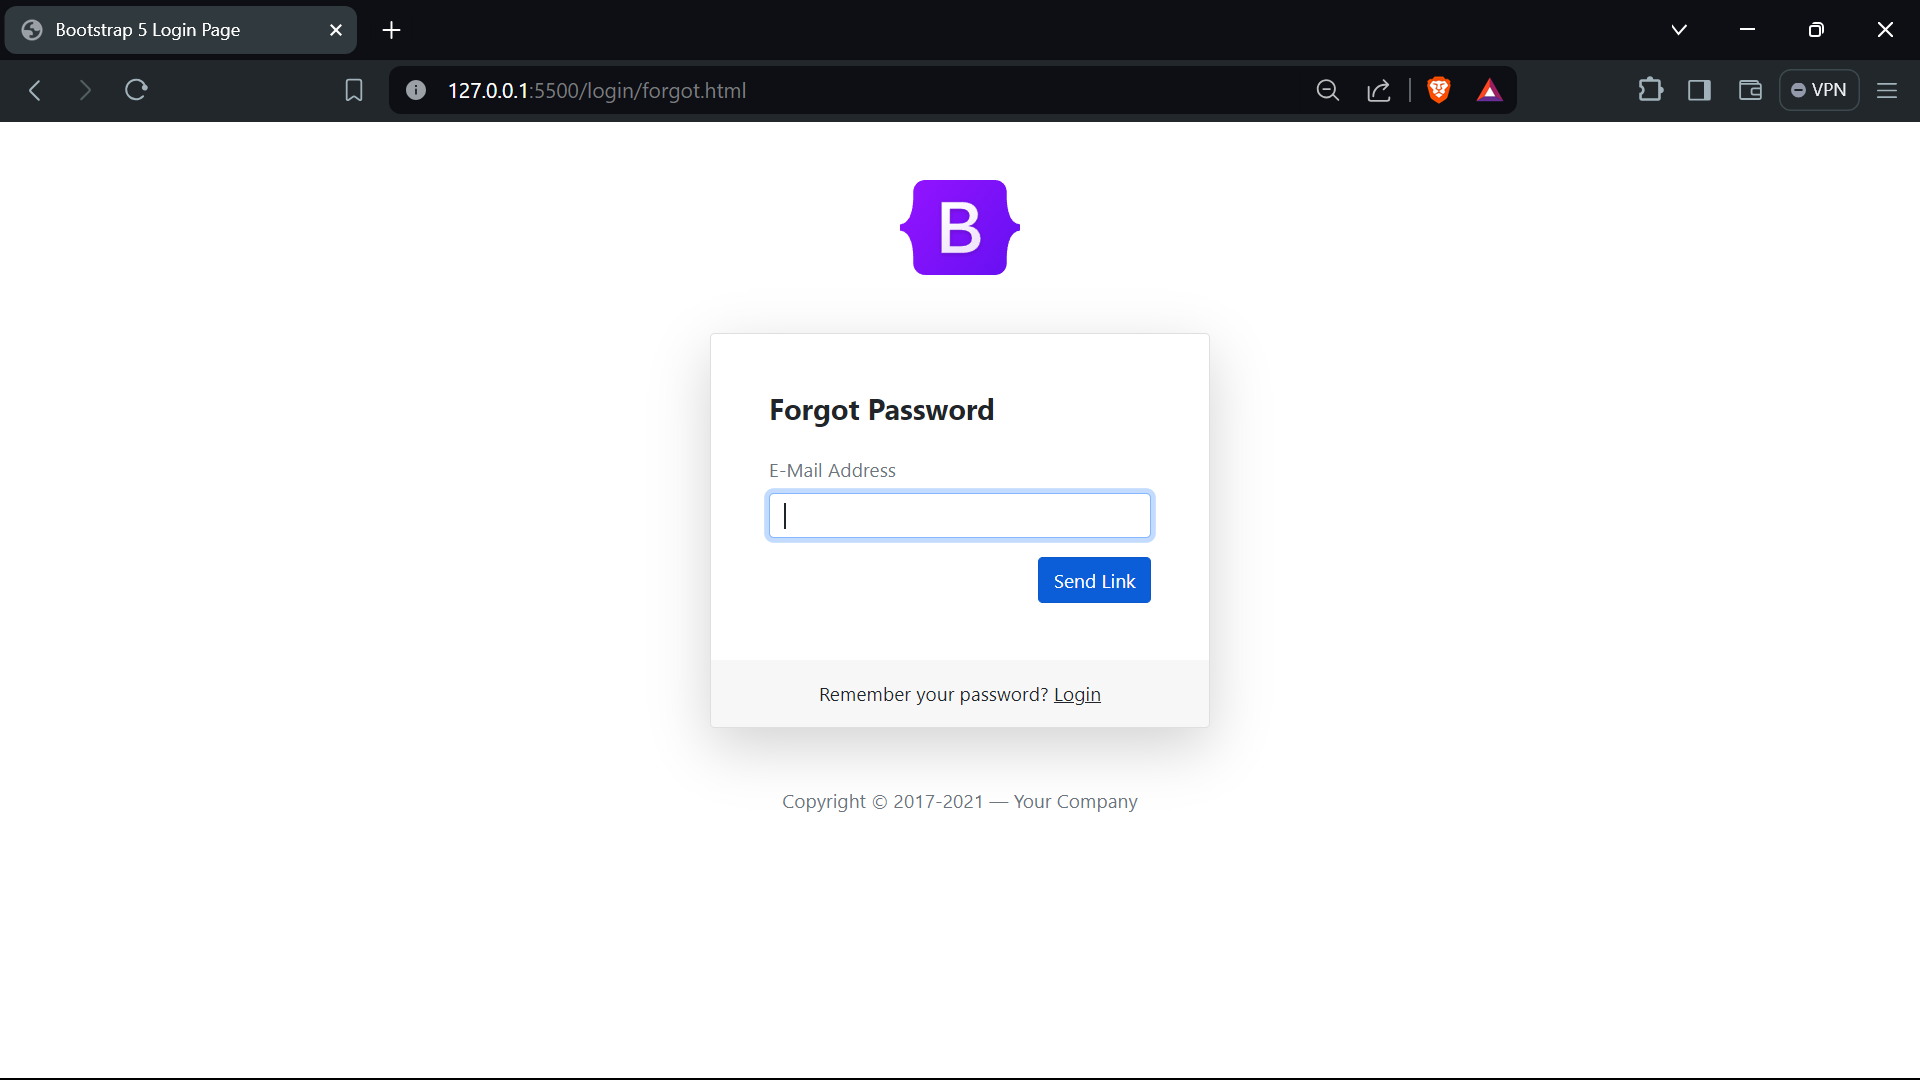 Bootstrap 5 Login Page
127.0.0.1:5500/login/forgot.html
VPN
B
Forgot Password
E-Mail Address
Send Link
Remember your password? Login
Copyright © 2017-2021 — Your Company